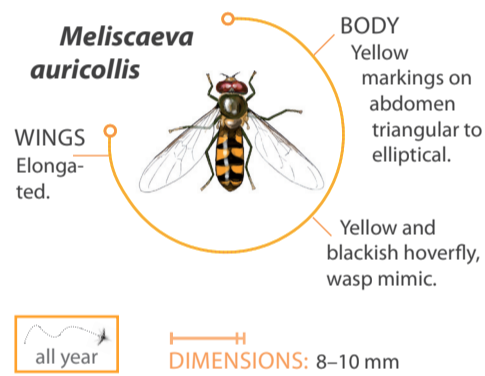 Meliscaeva
auricollis
BODY
Yellow
markings on
abdomen
triangular to
elliptical.
WINGS
Elonga-
ted.
Yellow and
blackish hoverfly,
wasp mimic.
all year
DIMENSIONS: 8–10 mm